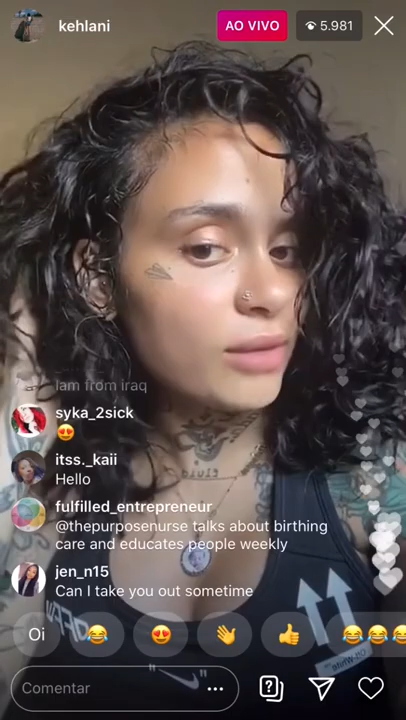 kehlani
AO VIVO
5.981
Iam from iraq
syka_2sick
itss._kaii
Hello
fulfilled_entrepreneur
@thepurposenurse talks about birthing
care and educates people weekly
jen_n15
Can I take you out sometime
Oi
Comentar